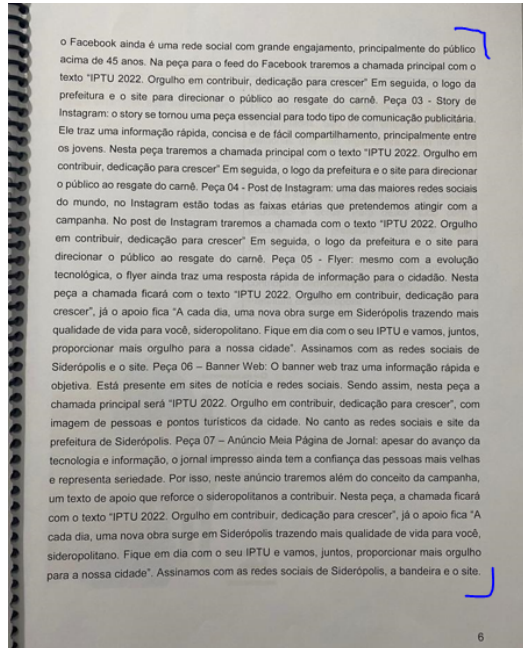 o Facebook ainda é uma rede social com grande engajamento, principalmente do público
acima de 45 anos. Na peça para o feed do Facebook traremos a chamada principal com o
texto “IPTU 2022. Orgulho em contribuir, dedicação para crescer” Em seguida, o logo da
prefeitura e o site para direcionar o público ao resgate do carnê. Peça 03 - Story de
Instagram: o story se tornou uma peça essencial para todo tipo de comunicação publicitária.
Ele traz uma informação rápida, concisa e de fácil compartilhamento, principalmente entre
os jovens. Nesta peça traremos a chamada principal com o texto “IPTU 2022. Orgulho em
contribuir, dedicação para crescer” Em seguida, o logo da prefeitura e o site para direcionar
o público ao resgate do carnê. Peça 04 - Post de Instagram: uma das maiores redes sociais
do mundo, no Instagram estão todas as faixas etárias que pretendemos atingir com a
campanha. No post de Instagram traremos a chamada principal com o texto “IPTU 2022. Orgulho
em contribuir, dedicação para crescer” Em seguida, o logo da prefeitura e o site para
direcionar o público ao resgate do carnê. Peça 05 - Flyer: mesmo com a evolução
tecnológica, o flyer ainda traz uma resposta rápida de informação para o cidadão. Nesta
peça a chamada ficará com o texto “IPTU 2022. Orgulho em contribuir, dedicação para
crescer”, já o apoio fica “A cada dia, uma nova obra surge em Siderópolis trazendo mais
qualidade de vida para você, sideropolitano. Fique em dia com o seu IPTU e vamos, juntos,
proporcionar mais orgulho para a nossa cidade”. Assinamos com as redes sociais de
Siderópolis e o site. Peça 06 – Banner Web: O banner web traz uma informação rápida e
objetiva. Está presente em sites de notícia e redes sociais. Sendo assim, nesta peça a
chamada principal será “IPTU 2022. Orgulho em contribuir, dedicação para crescer”, com
imagem de pessoas e pontos turísticos da cidade. No canto as redes sociais e site da
prefeitura de Siderópolis. Peça 07 – Anúncio Meia Página de Jornal: apesar do avanço da
tecnologia e informação, o jornal impresso ainda tem a confiança das pessoas mais velhas
e representa seriedade. Por isso, neste anúncio traremos além do conceito da campanha,
um texto de apoio que reforce o sideropolitanos a contribuir. Nesta peça, a chamada ficará
com o texto “IPTU 2022. Orgulho em contribuir, dedicação para crescer”, já o apoio fica “A
cada dia, uma nova obra surge em Siderópolis trazendo mais qualidade de vida para você,
sideropolitano. Fique em dia com o seu IPTU e vamos, juntos, proporcionar mais orgulho
para a nossa cidade”. Assinamos com as redes sociais de Siderópolis, a bandeira e o site.
6